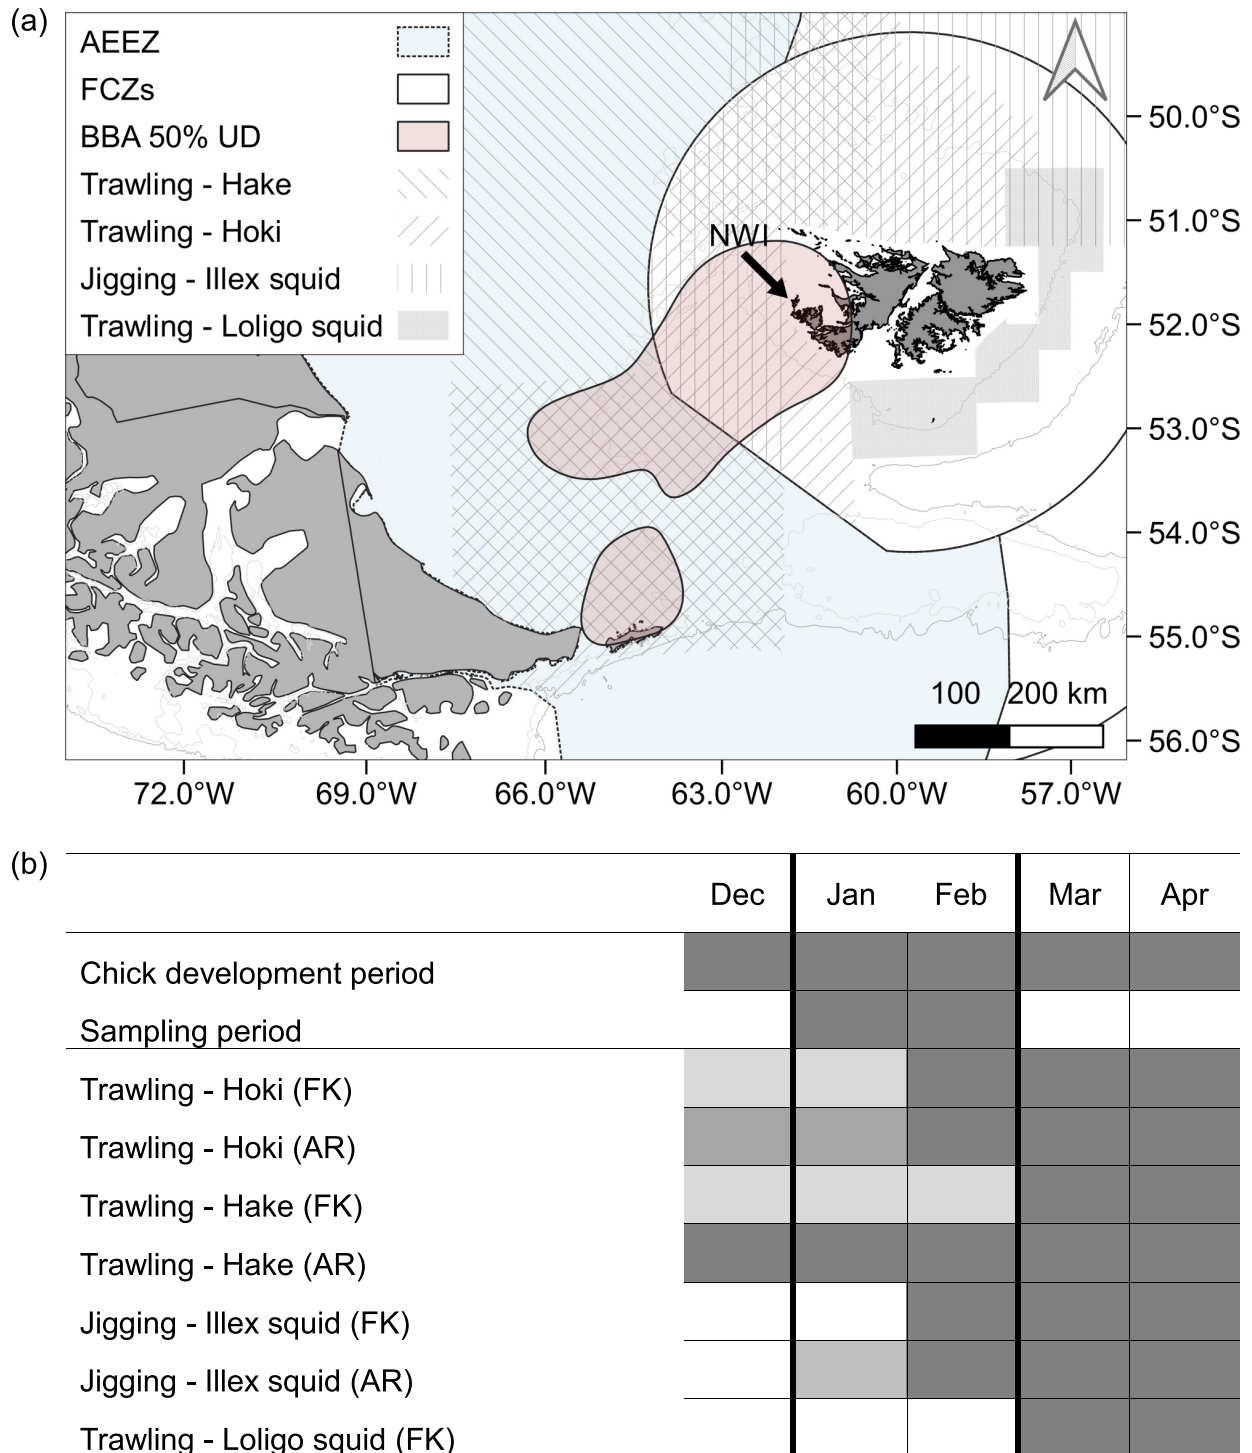 (a)
AEEZ
FCZs
BBA 50% UD
Trawling - Hake
Trawling - Hoki
Jigging - Illex squid
Trawling - Loligo squid
NWI
50.0°S
51.0°S
52.0°S
53.0°S
54.0°S
55.0°S
56.0°S
100 200 km
72.0°W 69.0°W 66.0°W 63.0°W 60.0°W 57.0°W
(b)
Dec Jan Feb Mar Apr
Chick development period
Sampling period
Trawling - Hoki (FK)
Trawling - Hoki (AR)
Trawling - Hake (FK)
Trawling - Hake (AR)
Jigging - Illex squid (FK)
Jigging - Illex squid (AR)
Trawling - Loligo squid (FK)